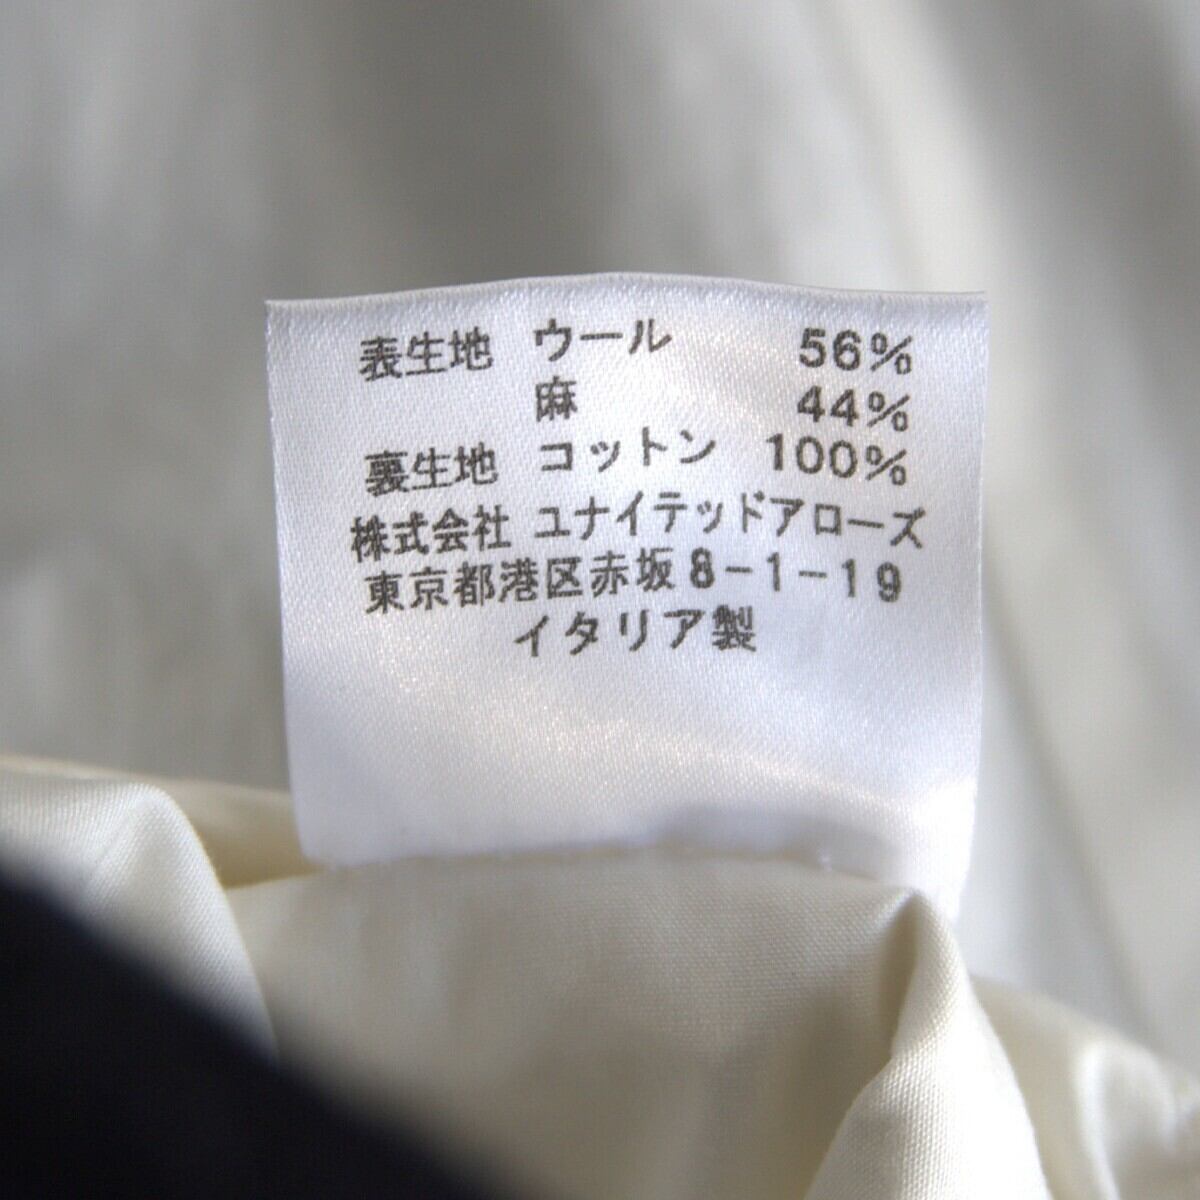 表生地 ウール 56%
麻 44%
裏生地 コットン 100%
株式会社 ユナイテッドアローズ
東京都港区赤坂8-1-19
イタリア製